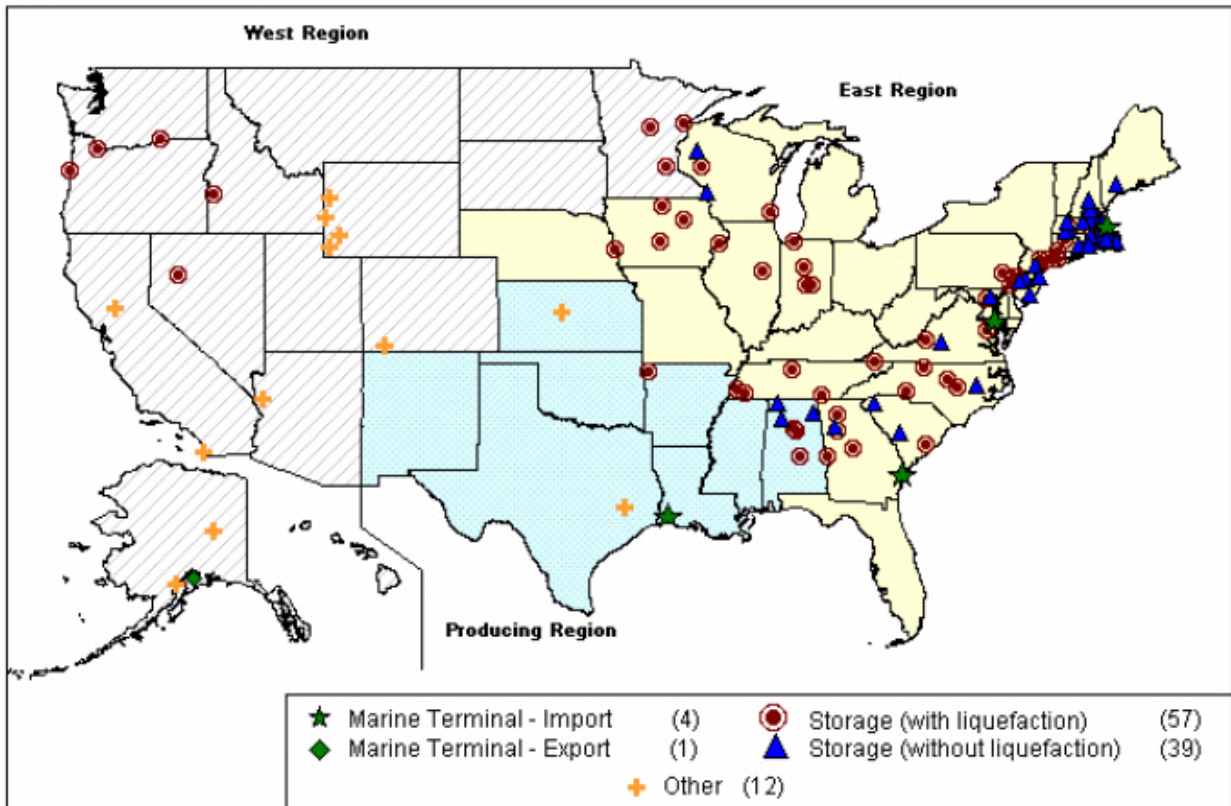 West Region
East Region
Producing Region
Marine Terminal - Import (4)
Storage (with liquefaction) (57)
Marine Terminal - Export (1)
Storage (without liquefaction) (39)
Other (12)